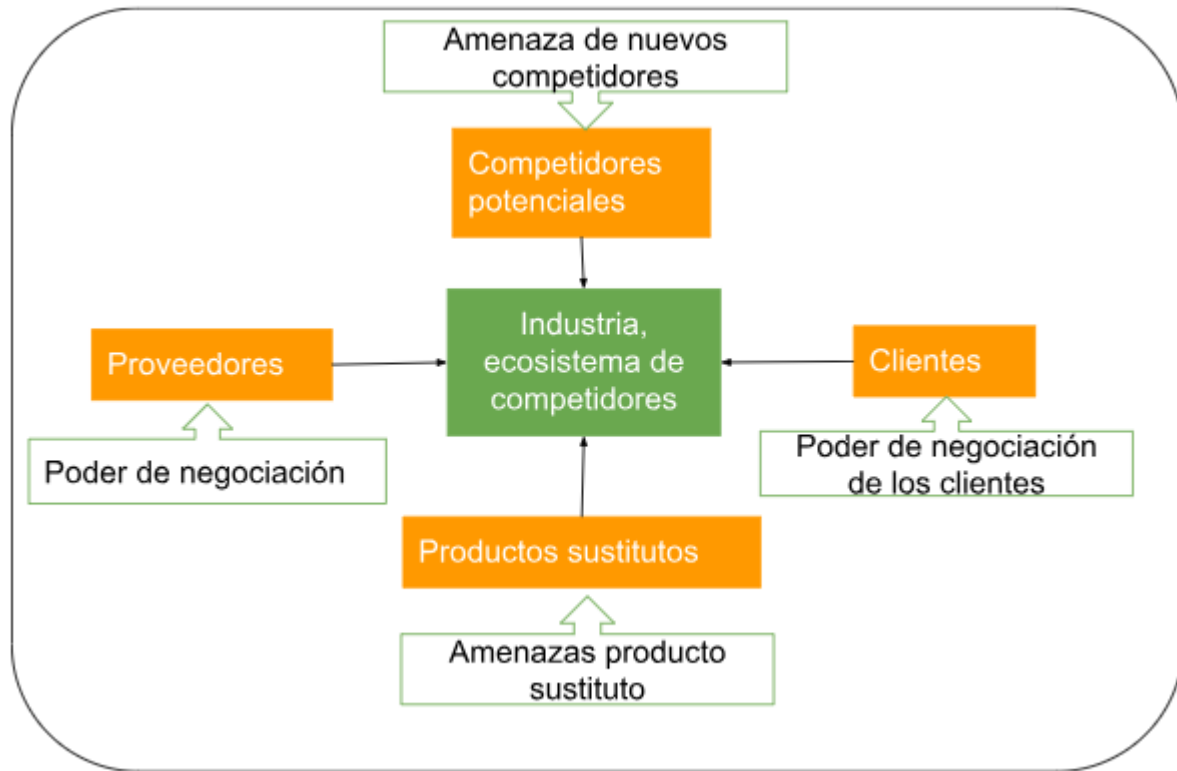 Amenaza de nuevos
competidores
Competidores
potenciales
Industria,
ecosistema de
competidores
Proveedores
Clientes
Poder de negociación
Poder de negociación
de los clientes
Productos sustitutos
Amenazas producto
sustituto